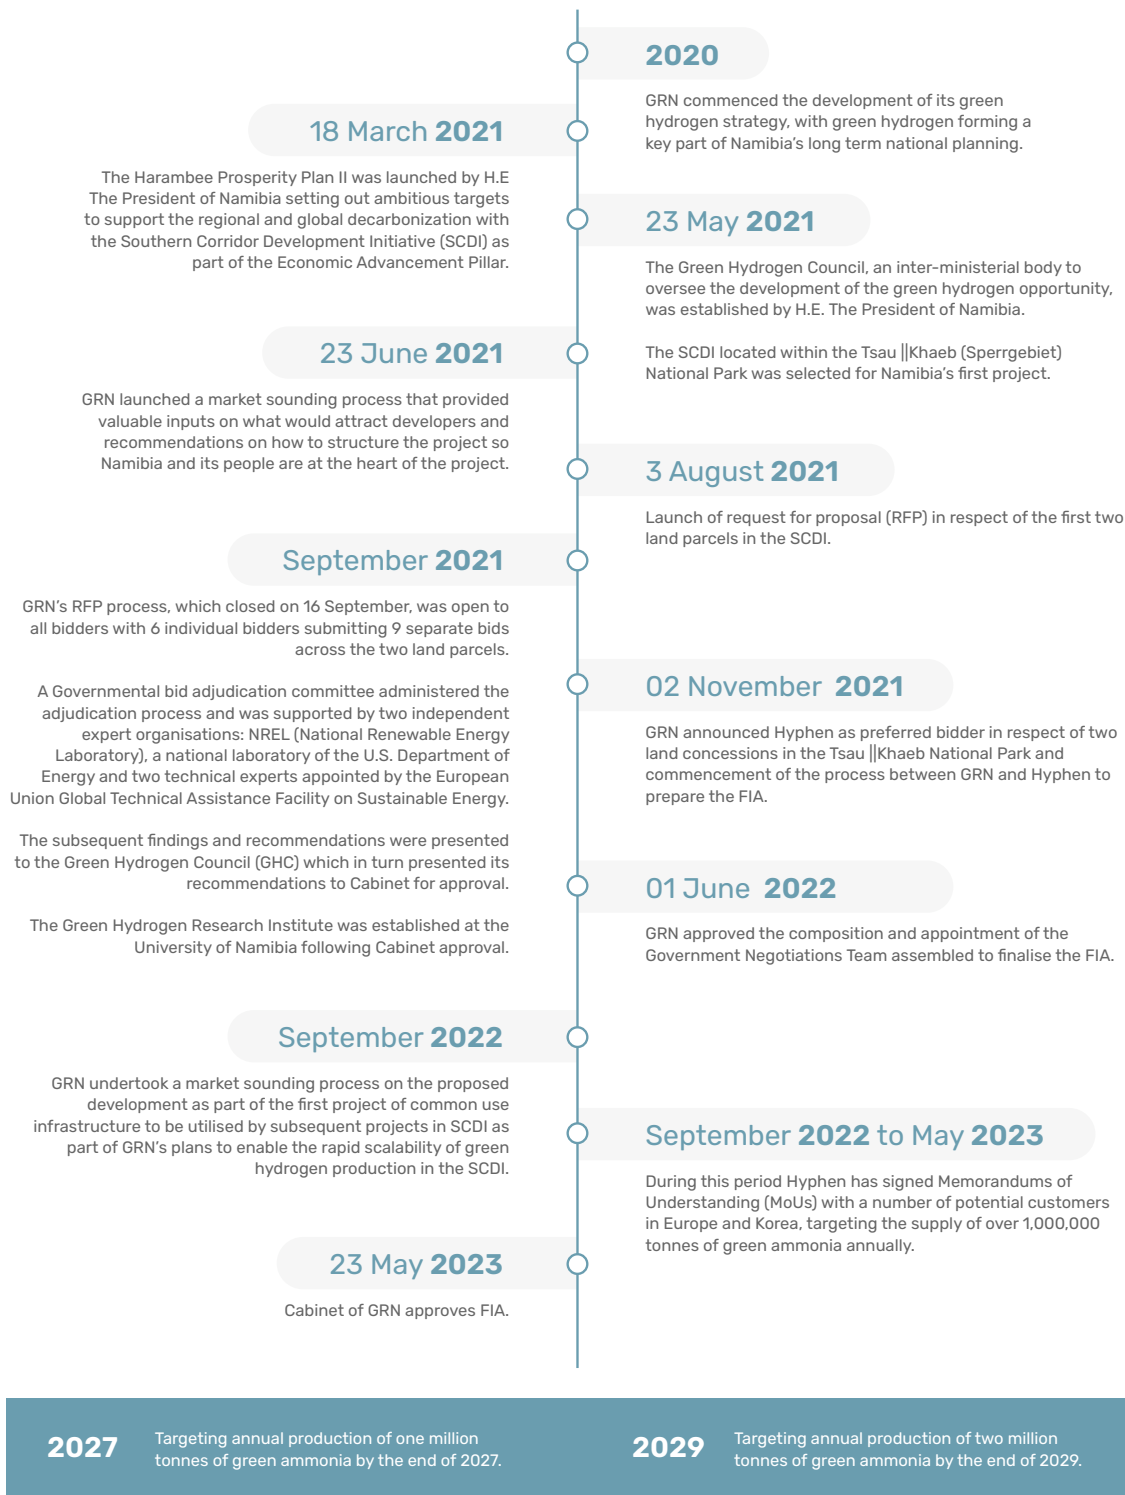 2020
GRN commenced the development of its green
hydrogen strategy, with green hydrogen forming a
key part of Namibia's long term national planning.
18 March 2021
The Harambee Prosperity Plan II was launched by H.E
The President of Namibia setting out ambitious targets
to support the regional and global decarbonization with
the Southern Corridor Development Initiative (SCDI) as
part of the Economic Advancement Pillar.
23 May 2021
The Green Hydrogen Council, an inter-ministerial body to
oversee the development of the green hydrogen opportunity,
was established by H.E. The President of Namibia.
The SCDI located within the Tsau ||Khaeb (Sperrgebiet)
National Park was selected for Namibia's first project.
23 June 2021
GRN launched a market sounding process that provided
valuable inputs on what would attract developers and
recommendations on how to structure the project so
Namibia and its people are at the heart of the project.
3 August 2021
Launch of request for proposal (RFP) in respect of the first two
land parcels in the SCDI.
September 2021
GRN's RFP process, which closed on 16 September, was open to
all bidders with 6 individual bidders submitting 9 separate bids
across the two land parcels.
A Governmental bid adjudication committee administered the
adjudication process and was supported by two independent
expert organisations: NREL (National Renewable Energy
Laboratory), a national laboratory of the U.S. Department of
Energy and two technical experts appointed by the European
Union Global Technical Assistance Facility on Sustainable Energy.
The subsequent findings and recommendations were presented
to the Green Hydrogen Council (GHC) which in turn presented its
recommendations to Cabinet for approval.
The Green Hydrogen Research Institute was established at the
University of Namibia following Cabinet approval.
02 November 2021
GRN announced Hyphen as preferred bidder in respect of two
land concessions in the Tsau ||Khaeb National Park and
commencement of the process between GRN and Hyphen to
prepare the FIA.
01 June 2022
GRN approved the composition and appointment of the
Government Negotiations Team assembled to finalise the FIA.
September 2022
GRN undertook a market sounding process on the proposed
development as part of the first project of common use
infrastructure to be utilised by subsequent projects in SCDI as
part of GRN's plans to enable the rapid scalability of green
hydrogen production in the SCDI.
September 2022 to May 2023
During this period Hyphen has signed Memorandums of
Understanding (MoUs) with a number of potential customers
in Europe and Korea, targeting the supply of over 1,000,000
tonnes of green ammonia annually.
23 May 2023
Cabinet of GRN approves FIA.
2027
Targeting annual production of one million
tonnes of green ammonia by the end of 2027.
2029
Targeting annual production of two million
tonnes of green ammonia by the end of 2029.